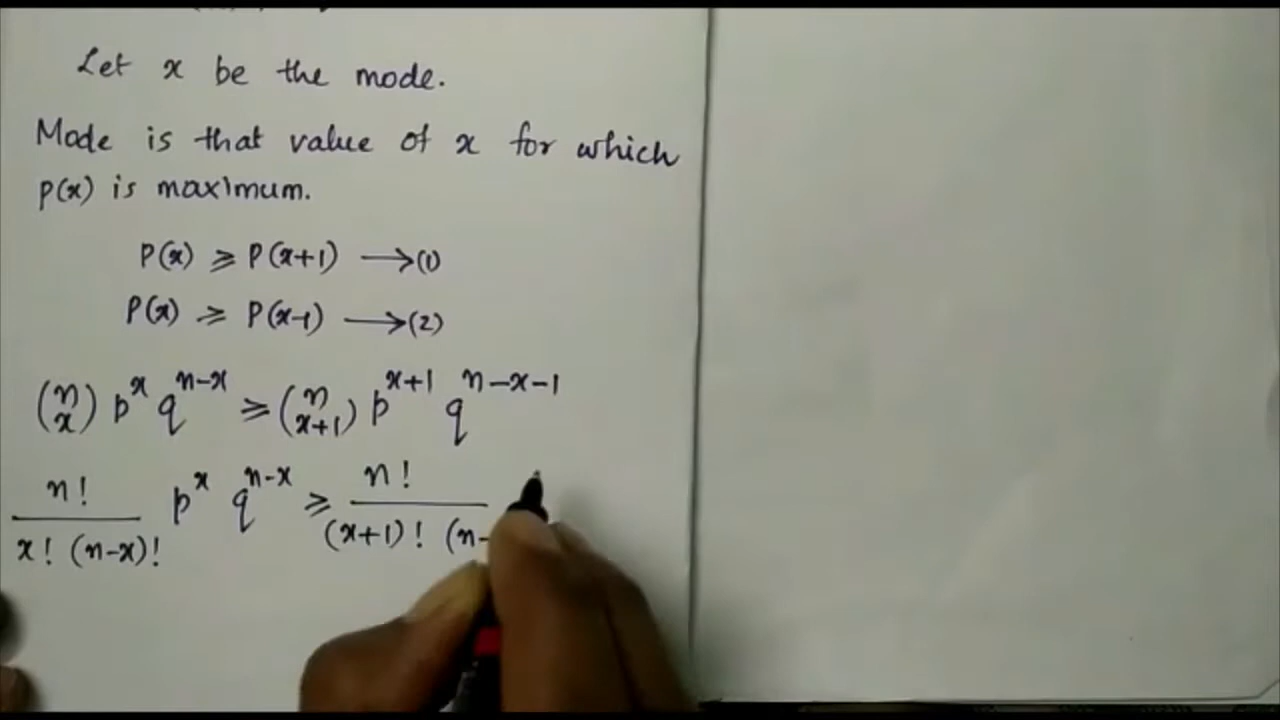 Let x be the mode.
Mode is that value of x for which
p(x) is maximum.
P(x) ⩾ P(x+1) ⟶(1)
P(x) ⩾ P(x-1) ⟶(2)
(n x) p^x q^{n-x} ⩾ (n x+1) p^{x+1} q^{n-x-1}
n! / x! (n-x)! p^x q^{n-x} ⩾ n! / (x+1)! (n-